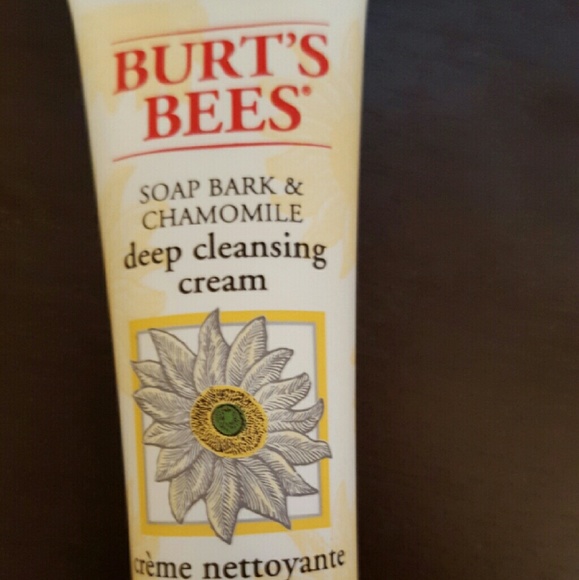 BURT'S
BEES®
SOAP BARK &
CHAMOMILE
deep cleansing
cream
crème nettoyante